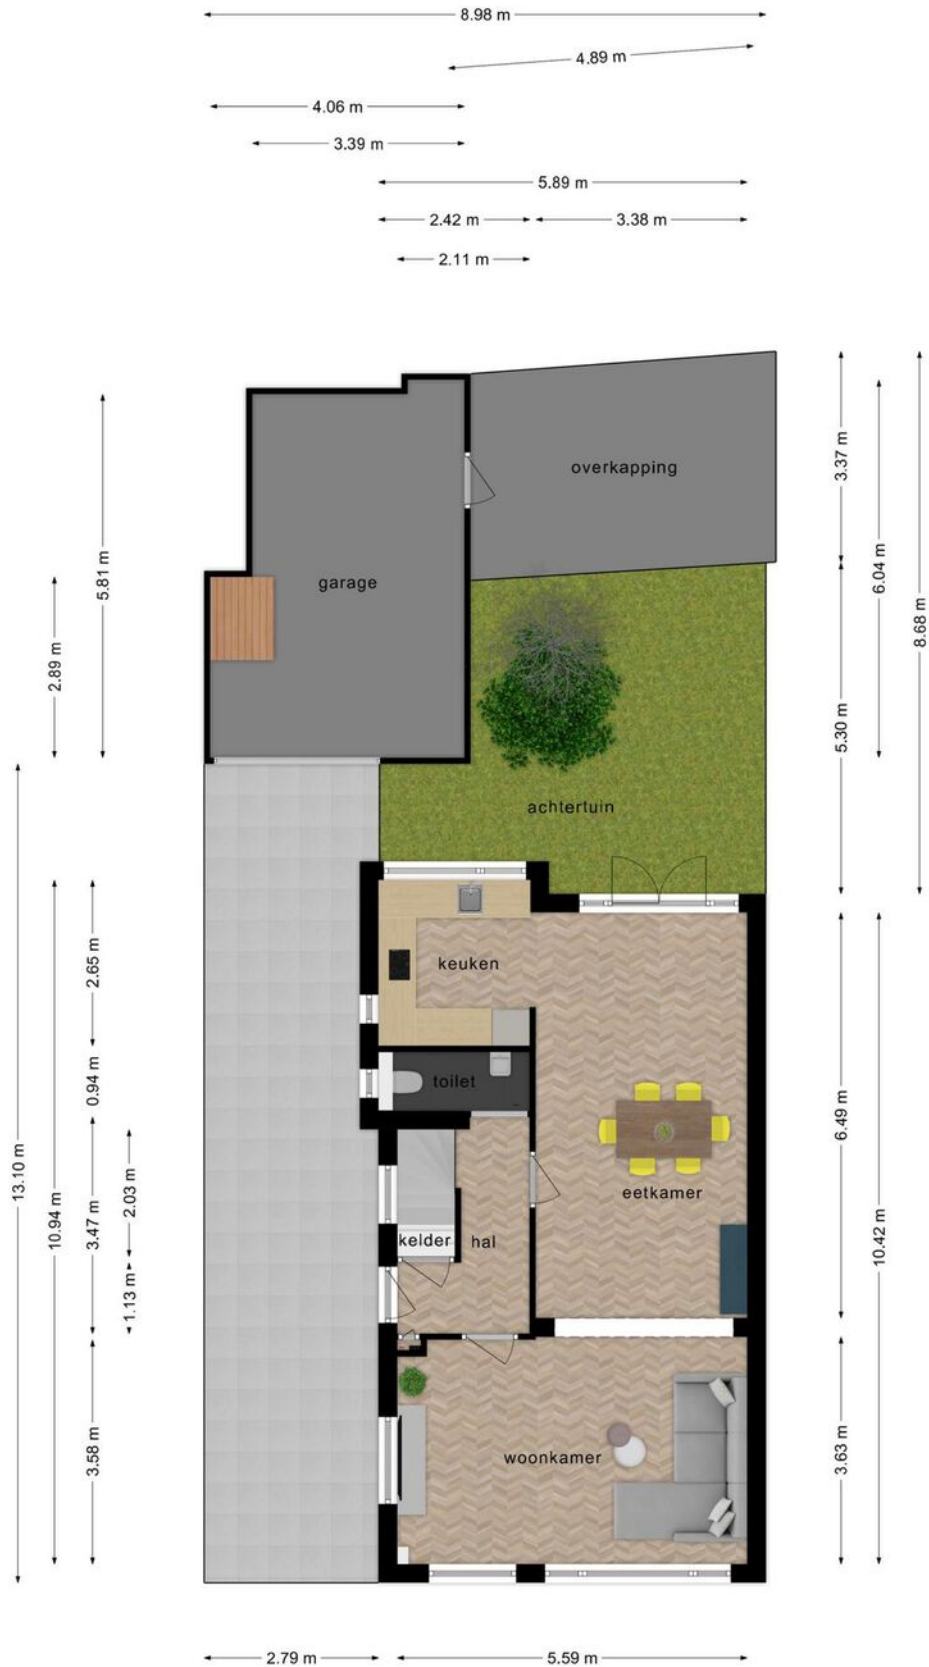 8.98 m
4.89 m
4.06 m
3.39 m
5.89 m
2.42 m
3.38 m
2.11 m
3.37 m
6.04 m
8.68 m
5.81 m
2.89 m
overkapping
garage
5.30 m
achtertuin
2.65 m
keuken
0.94 m
toilet
6.49 m
13.10 m
10.94 m
3.47 m
2.03 m
eetkamer
kelder
hal
10.42 m
1.13 m
3.58 m
woonkamer
3.63 m
2.79 m
5.59 m